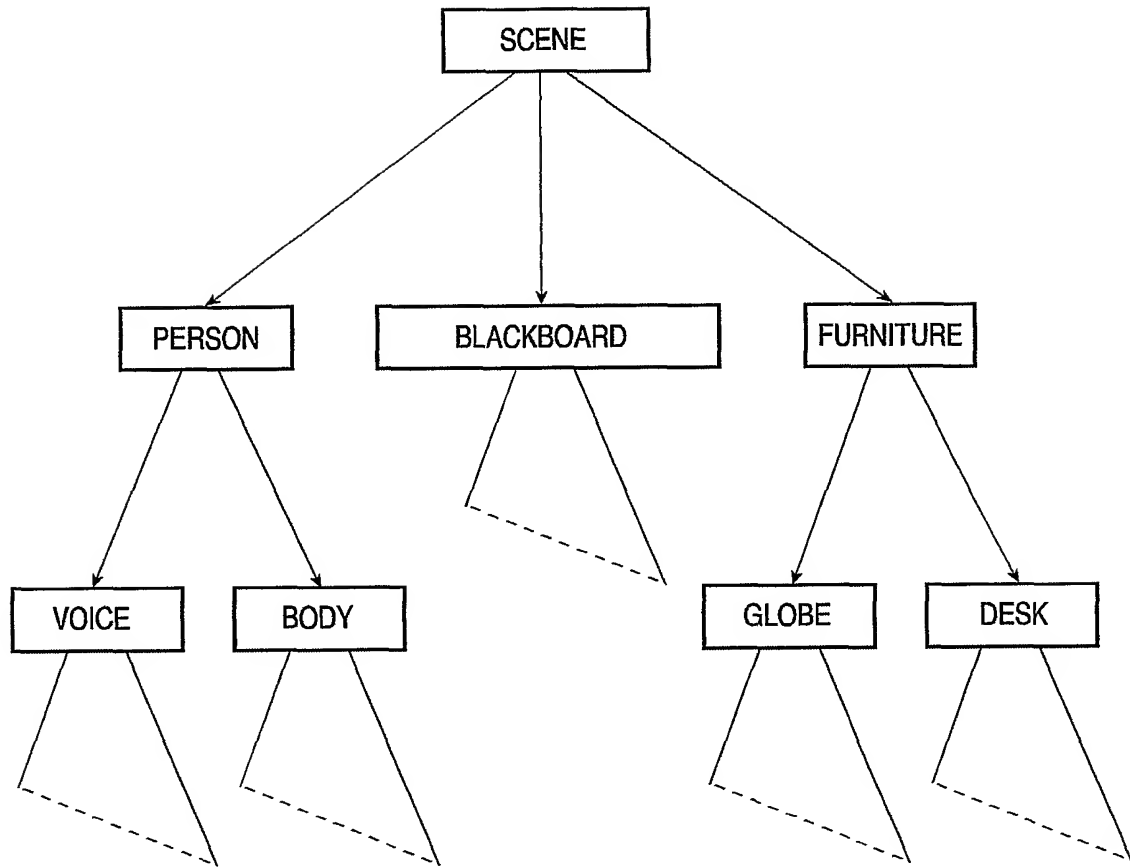 SCENE
PERSON
BLACKBOARD
FURNITURE
VOICE
BODY
GLOBE
DESK